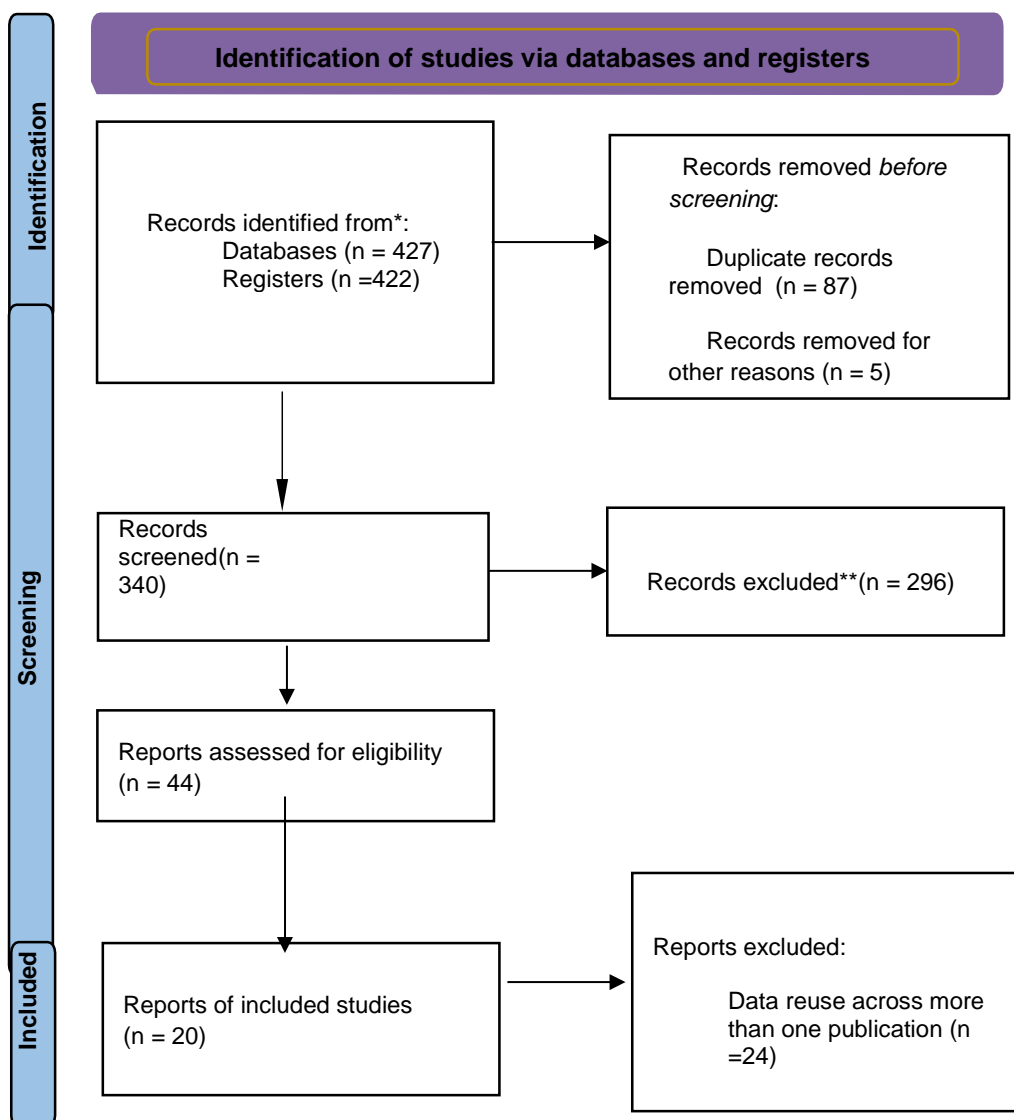 Identification of studies via databases and registers
Identification
Records identified from*:
Databases (n = 427)
Registers (n =422)
Records removed before
screening:
Duplicate records
removed (n = 87)
Records removed for
other reasons (n = 5)
Screening
Records
screened(n =
340)
Records excluded**(n = 296)
Reports assessed for eligibility
(n = 44)
Included
Reports of included studies
(n = 20)
Reports excluded:
Data reuse across more
than one publication (n
=24)